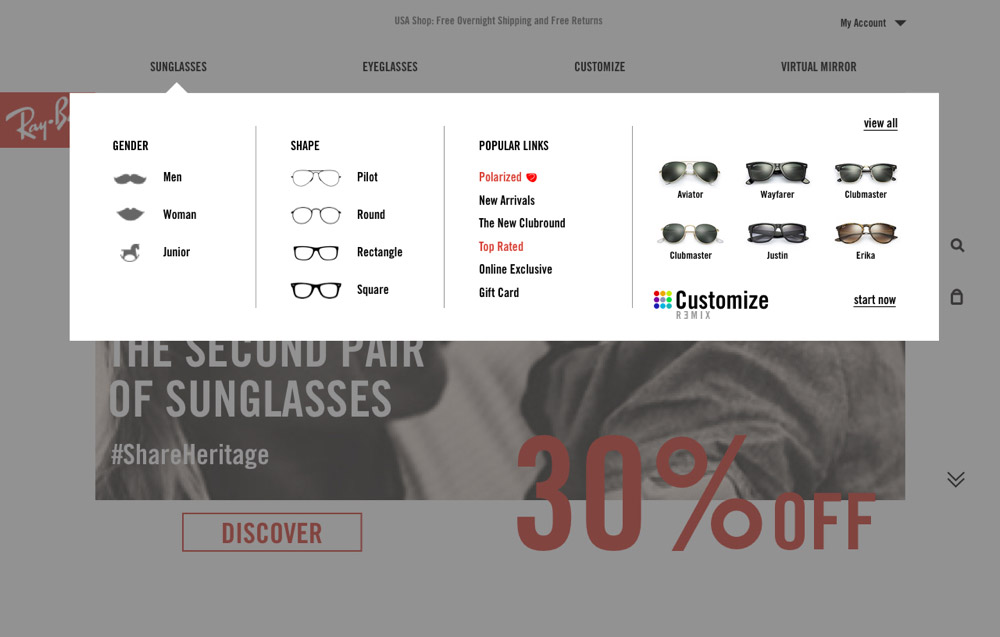 USA Shop: Free Overnight Shipping and Free Returns
My Account
SUNGLASSES
EYEGLASSES
CUSTOMIZE
VIRTUAL MIRROR
view all
GENDER
Men
Woman
Junior
SHAPE
Pilot
Round
Rectangle
Square
POPULAR LINKS
Polarized
New Arrivals
The New Clubround
Top Rated
Online Exclusive
Gift Card
Aviator
Wayfarer
Clubmaster
Clubmaster
Justin
Erika
Customize
REMIX
start now
Ray-B
THE SECOND PAIR
OF SUNGLASSES
#ShareHeritage
30% OFF
DISCOVER